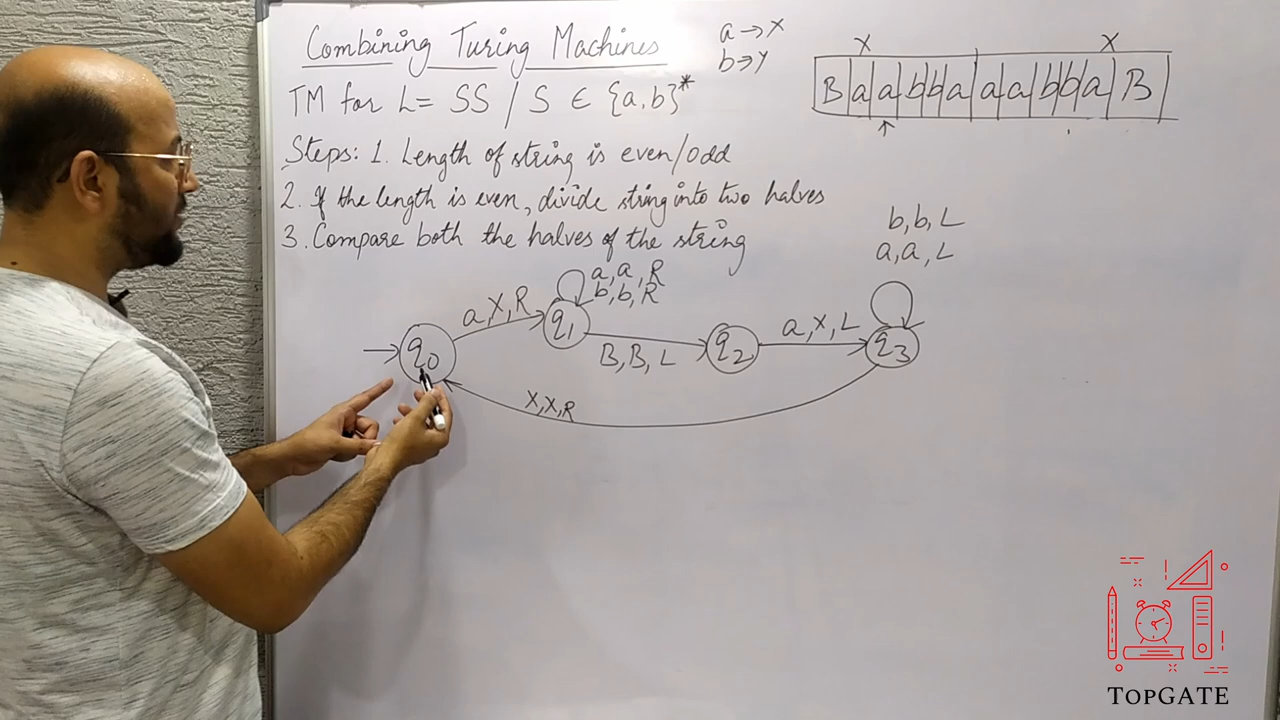 Combining Turing Machines
a → X
b → Y
TM for L = SS / S ∈ {a,b}*
X X
B a a b b a a a b b a B
↑
Steps: 1. Length of string is even/odd
2. If the length is even, divide string into two halves
3. Compare both the halves of the string
b, b, L
a, a, L
a, a, R
b, b, R
a, X, R
a, X, L
q0 q1 q2 q3
B, B, L
X, X, R
TOPGATE